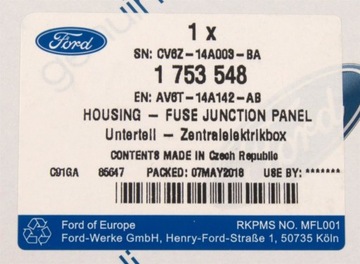 genuine
Ford
1 x
SN: CV6Z-14A003-BA
1 753 548
EN: AV6T-14A142-AB
HOUSING - FUSE JUNCTION PANEL
Unterteil - Zentralelektrikbox
CONTENTS MADE IN Czech Republic
C91GA 85647 PACKED: 07MAY2018 USE BY: *******
Ford of Europe RKPMS NO. MFL001
Ford-Werke GmbH, Henry-Ford-Straße 1, 50735 Köln